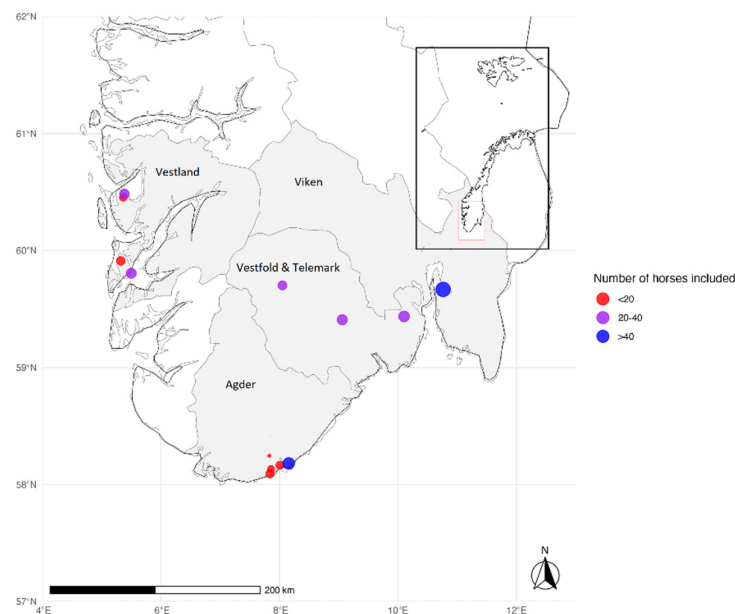 62°N
61°N
Vestland
Viken
60°N
Vestfold & Telemark
Number of horses included
<20
20-40
>40
59°N
Agder
58°N
N
200 km
57°N
4°E
6°E
8°E
10°E
12°E